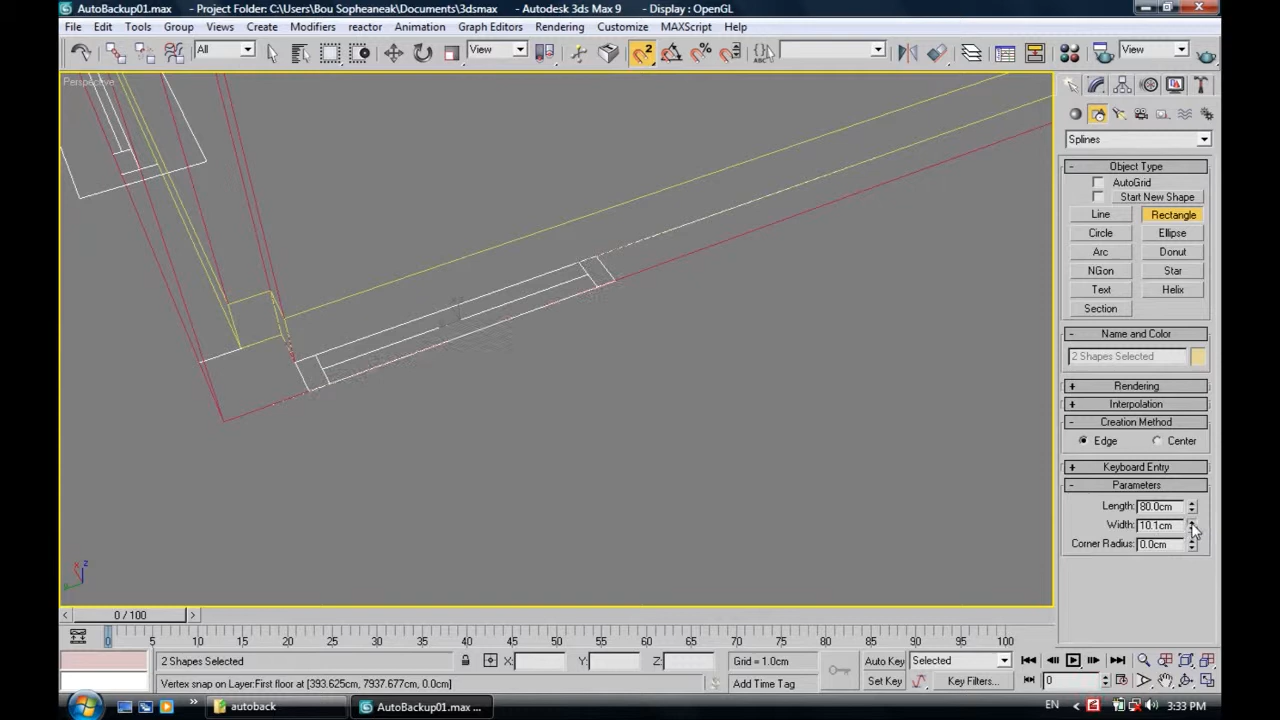 AutoBackup01.max - Project Folder: C:\Users\Bou Sopheaneak\Documents\3dsmax - Autodesk 3ds Max 9 - Display : OpenGL
File Edit Tools Group Views Create Modifiers reactor Animation Graph Editors Rendering Customize MAXScript Help
All View View
Perspective
Splines
- Object Type
AutoGrid
Start New Shape
Line Rectangle
Circle Ellipse
Arc Donut
NGon Star
Text Helix
Section
- Name and Color
2 Shapes Selected
+ Rendering
+ Interpolation
- Creation Method
Edge Center
+ Keyboard Entry
- Parameters
Length: 80.0cm
Width: 10.1cm
Corner Radius: 0.0cm
z
x
0 / 100
0 5 10 15 20 25 30 35 40 45 50 55 60 65 70 75 80 85 90 95 100
2 Shapes Selected X: Y: Z: Grid = 1.0cm Auto Key Selected
Vertex snap on Layer:First floor at [393.625cm, 7937.677cm, 0.0cm] Add Time Tag Set Key Key Filters... 0
autoback AutoBackup01.max ... EN 3:33 PM